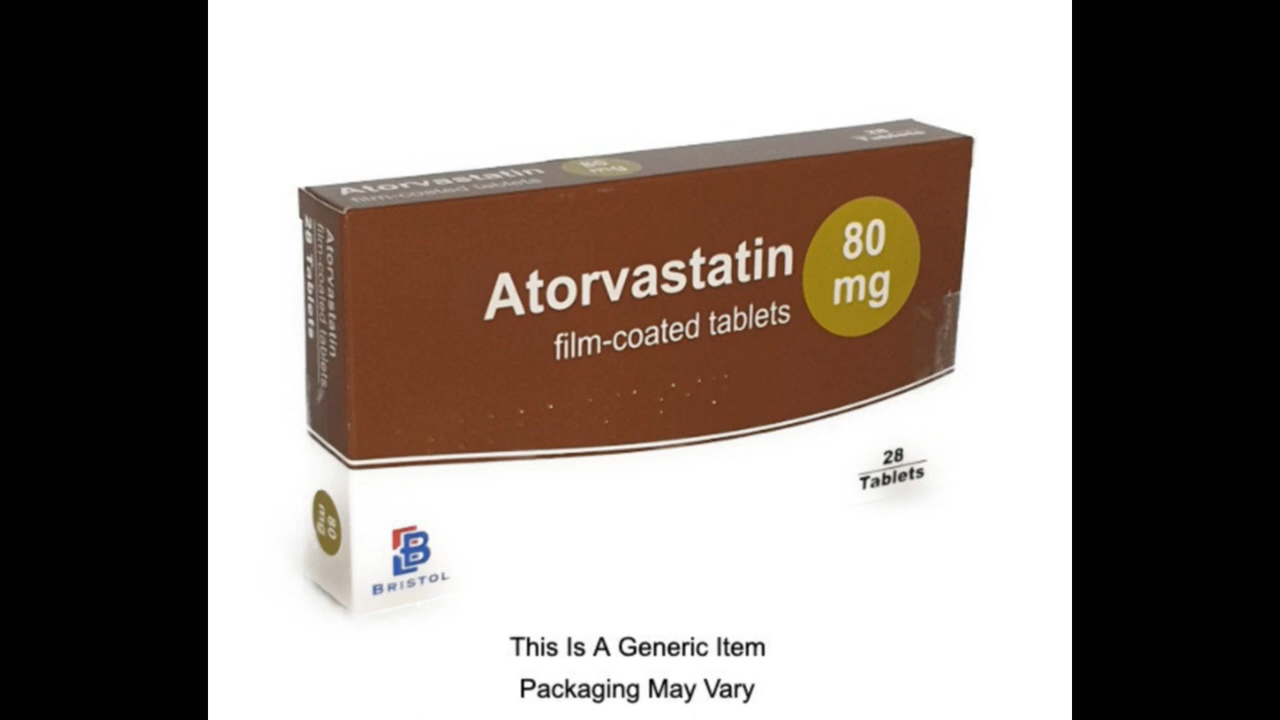 Atorvastatin 80 mg
film-coated tablets
28
Tablets
Atorvastatin
film-coated tablets
28 Tablets
Atorvastatin
film-coated tablets
80
mg
28
Tablets
80
mg
BRISTOL
This Is A Generic Item
Packaging May Vary